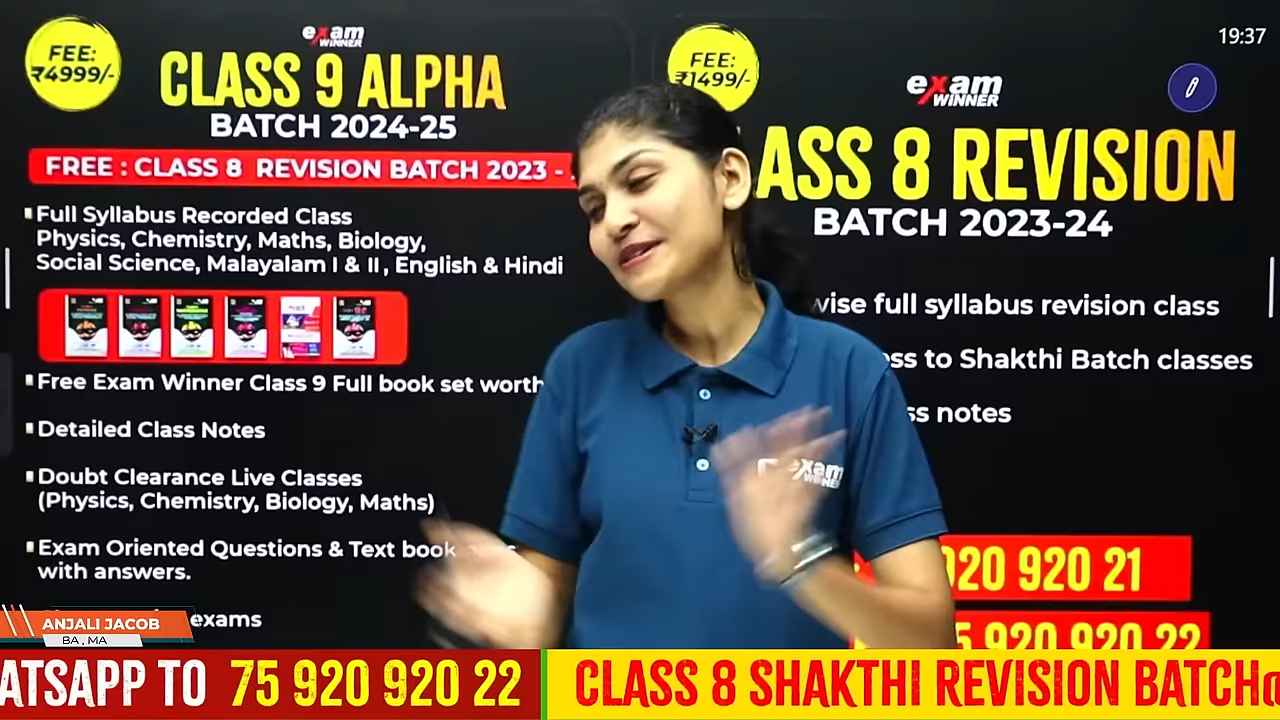 FEE:
₹4999/-
exam
WINNER
CLASS 9 ALPHA
BATCH 2024-25
FREE : CLASS 8 REVISION BATCH 2023 -
Full Syllabus Recorded Class
Physics, Chemistry, Maths, Biology,
Social Science, Malayalam I & II, English & Hindi
Free Exam Winner Class 9 Full book set worth
Detailed Class Notes
Doubt Clearance Live Classes
(Physics, Chemistry, Biology, Maths)
Exam Oriented Questions & Text book
with answers.
exams
19:37
FEE:
₹1499/-
exam
WINNER
ASS 8 REVISION
BATCH 2023-24
wise full syllabus revision class
ess to Shakthi Batch classes
ss notes
920 920 21
5 920 920 22
exam
WINNER
ANJALI JACOB
BA, MA
ATSAPP TO 75 920 920 22
CLASS 8 SHAKTHI REVISION BATCH